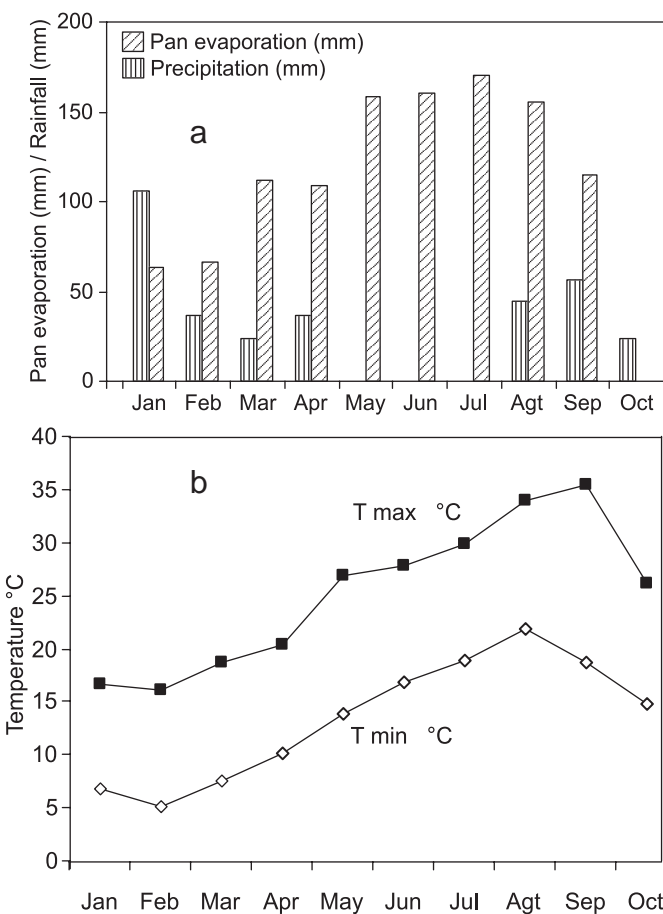 200
150
100
50
0
Pan evaporation (mm) / Rainfall (mm)
Pan evaporation (mm)
Precipitation (mm)
a
Jan Feb Mar Apr May Jun Jul Agt Sep Oct
40
35
30
25
20
15
10
5
0
Temperature °C
b
T max °C
T min °C
Jan Feb Mar Apr May Jun Jul Agt Sep Oct